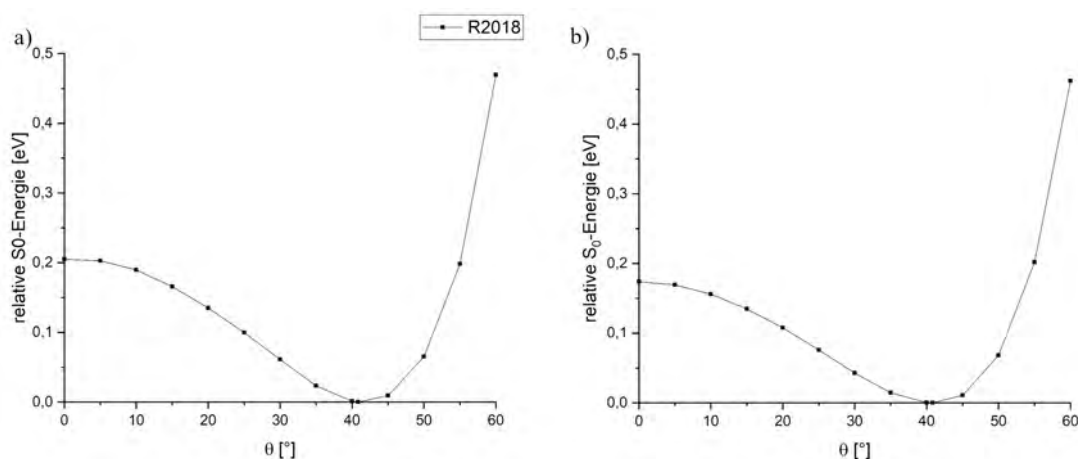 a)
R2018
0,5
0,4
0,3
0,2
0,1
0,0
relative S0-Energie [eV]
0 10 20 30 40 50 60
θ [°]
b)
0,5
0,4
0,3
0,2
0,1
0,0
relative S₀-Energie [eV]
0 10 20 30 40 50 60
θ [°]